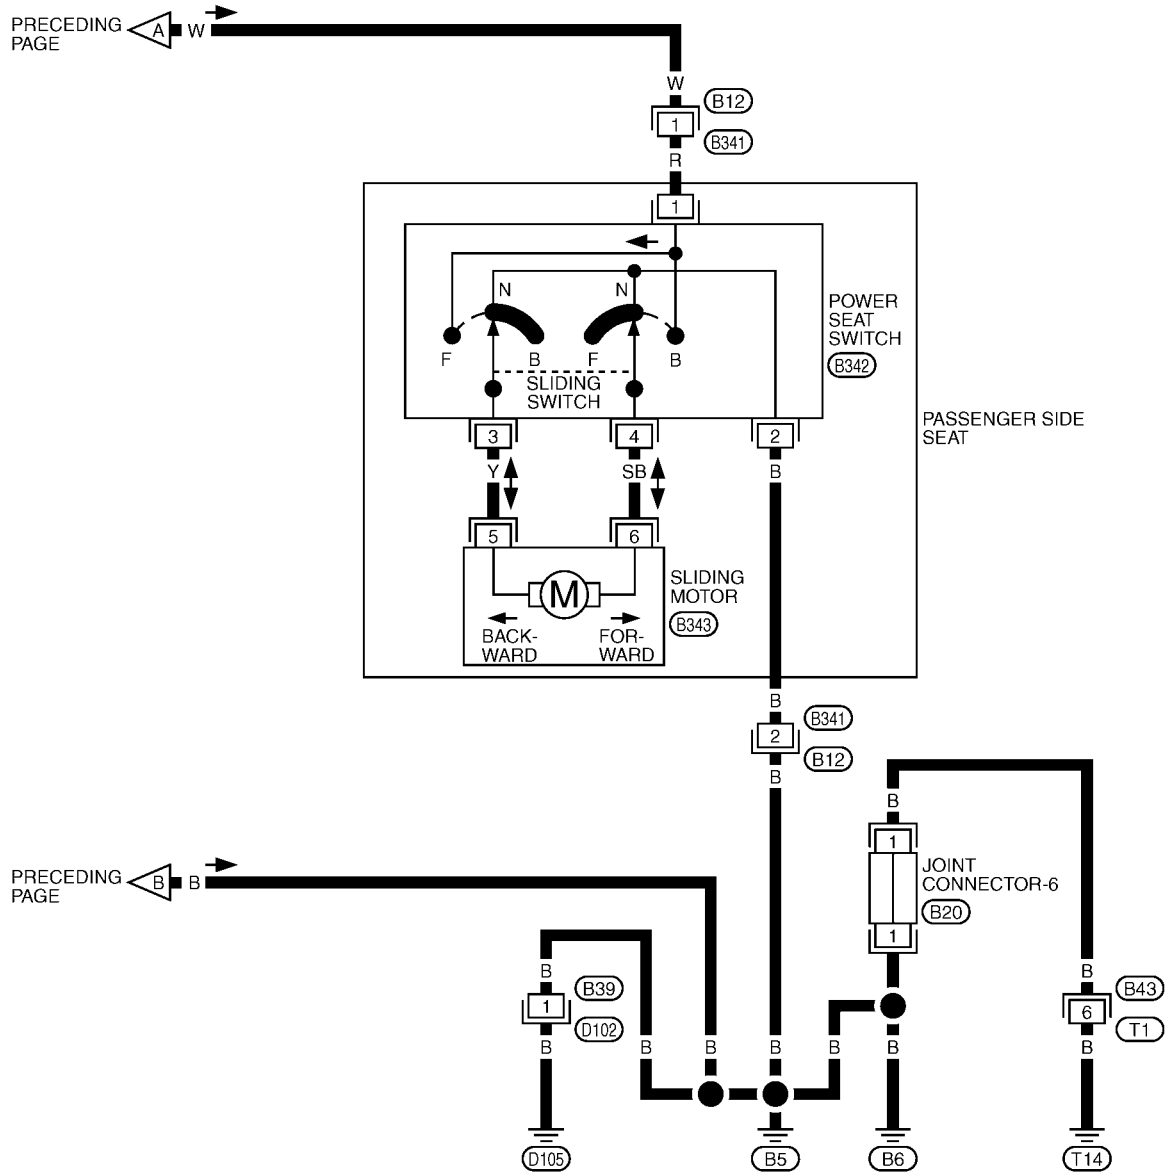 PRECEDING
PAGE
A
W
W
B12
1
B341
R
1
N
N
F
B
F
B
SLIDING
SWITCH
POWER
SEAT
SWITCH
B342
PASSENGER SIDE
SEAT
3
4
2
Y
SB
B
5
6
M
BACK-
WARD
FOR-
WARD
SLIDING
MOTOR
B343
B
B341
2
B12
B
B
1
JOINT
CONNECTOR-6
B20
1
PRECEDING
PAGE
B
B
B
B39
1
D102
B
B
B
B
B
B
B
B43
6
T1
B
D105
B5
B6
T14